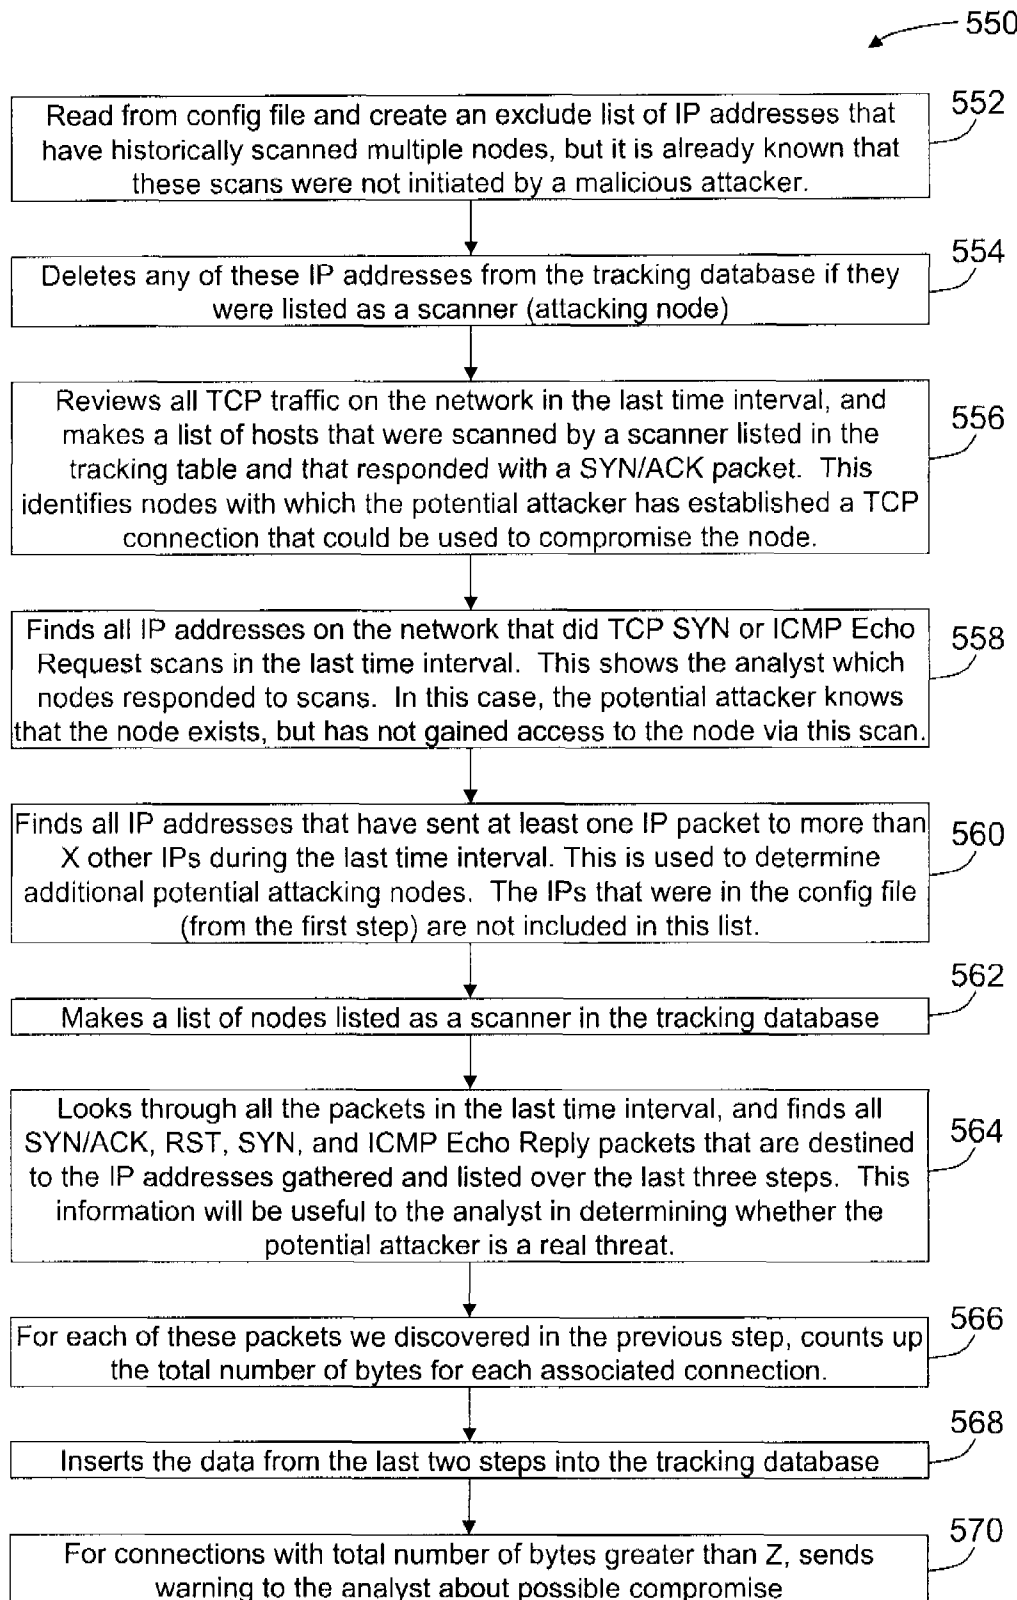 550
552
Read from config file and create an exclude list of IP addresses that
have historically scanned multiple nodes, but it is already known that
these scans were not initiated by a malicious attacker.
554
Deletes any of these IP addresses from the tracking database if they
were listed as a scanner (attacking node)
556
Reviews all TCP traffic on the network in the last time interval, and
makes a list of hosts that were scanned by a scanner listed in the
tracking table and that responded with a SYN/ACK packet. This
identifies nodes with which the potential attacker has established a TCP
connection that could be used to compromise the node.
558
Finds all IP addresses on the network that did TCP SYN or ICMP Echo
Request scans in the last time interval. This shows the analyst which
nodes responded to scans. In this case, the potential attacker knows
that the node exists, but has not gained access to the node via this scan.
560
Finds all IP addresses that have sent at least one IP packet to more than
X other IPs during the last time interval. This is used to determine
additional potential attacking nodes. The IPs that were in the config file
(from the first step) are not included in this list.
562
Makes a list of nodes listed as a scanner in the tracking database
564
Looks through all the packets in the last time interval, and finds all
SYN/ACK, RST, SYN, and ICMP Echo Reply packets that are destined
to the IP addresses gathered and listed over the last three steps. This
information will be useful to the analyst in determining whether the
potential attacker is a real threat.
566
For each of these packets we discovered in the previous step, counts up
the total number of bytes for each associated connection.
568
Inserts the data from the last two steps into the tracking database
570
For connections with total number of bytes greater than Z, sends
warning to the analyst about possible compromise